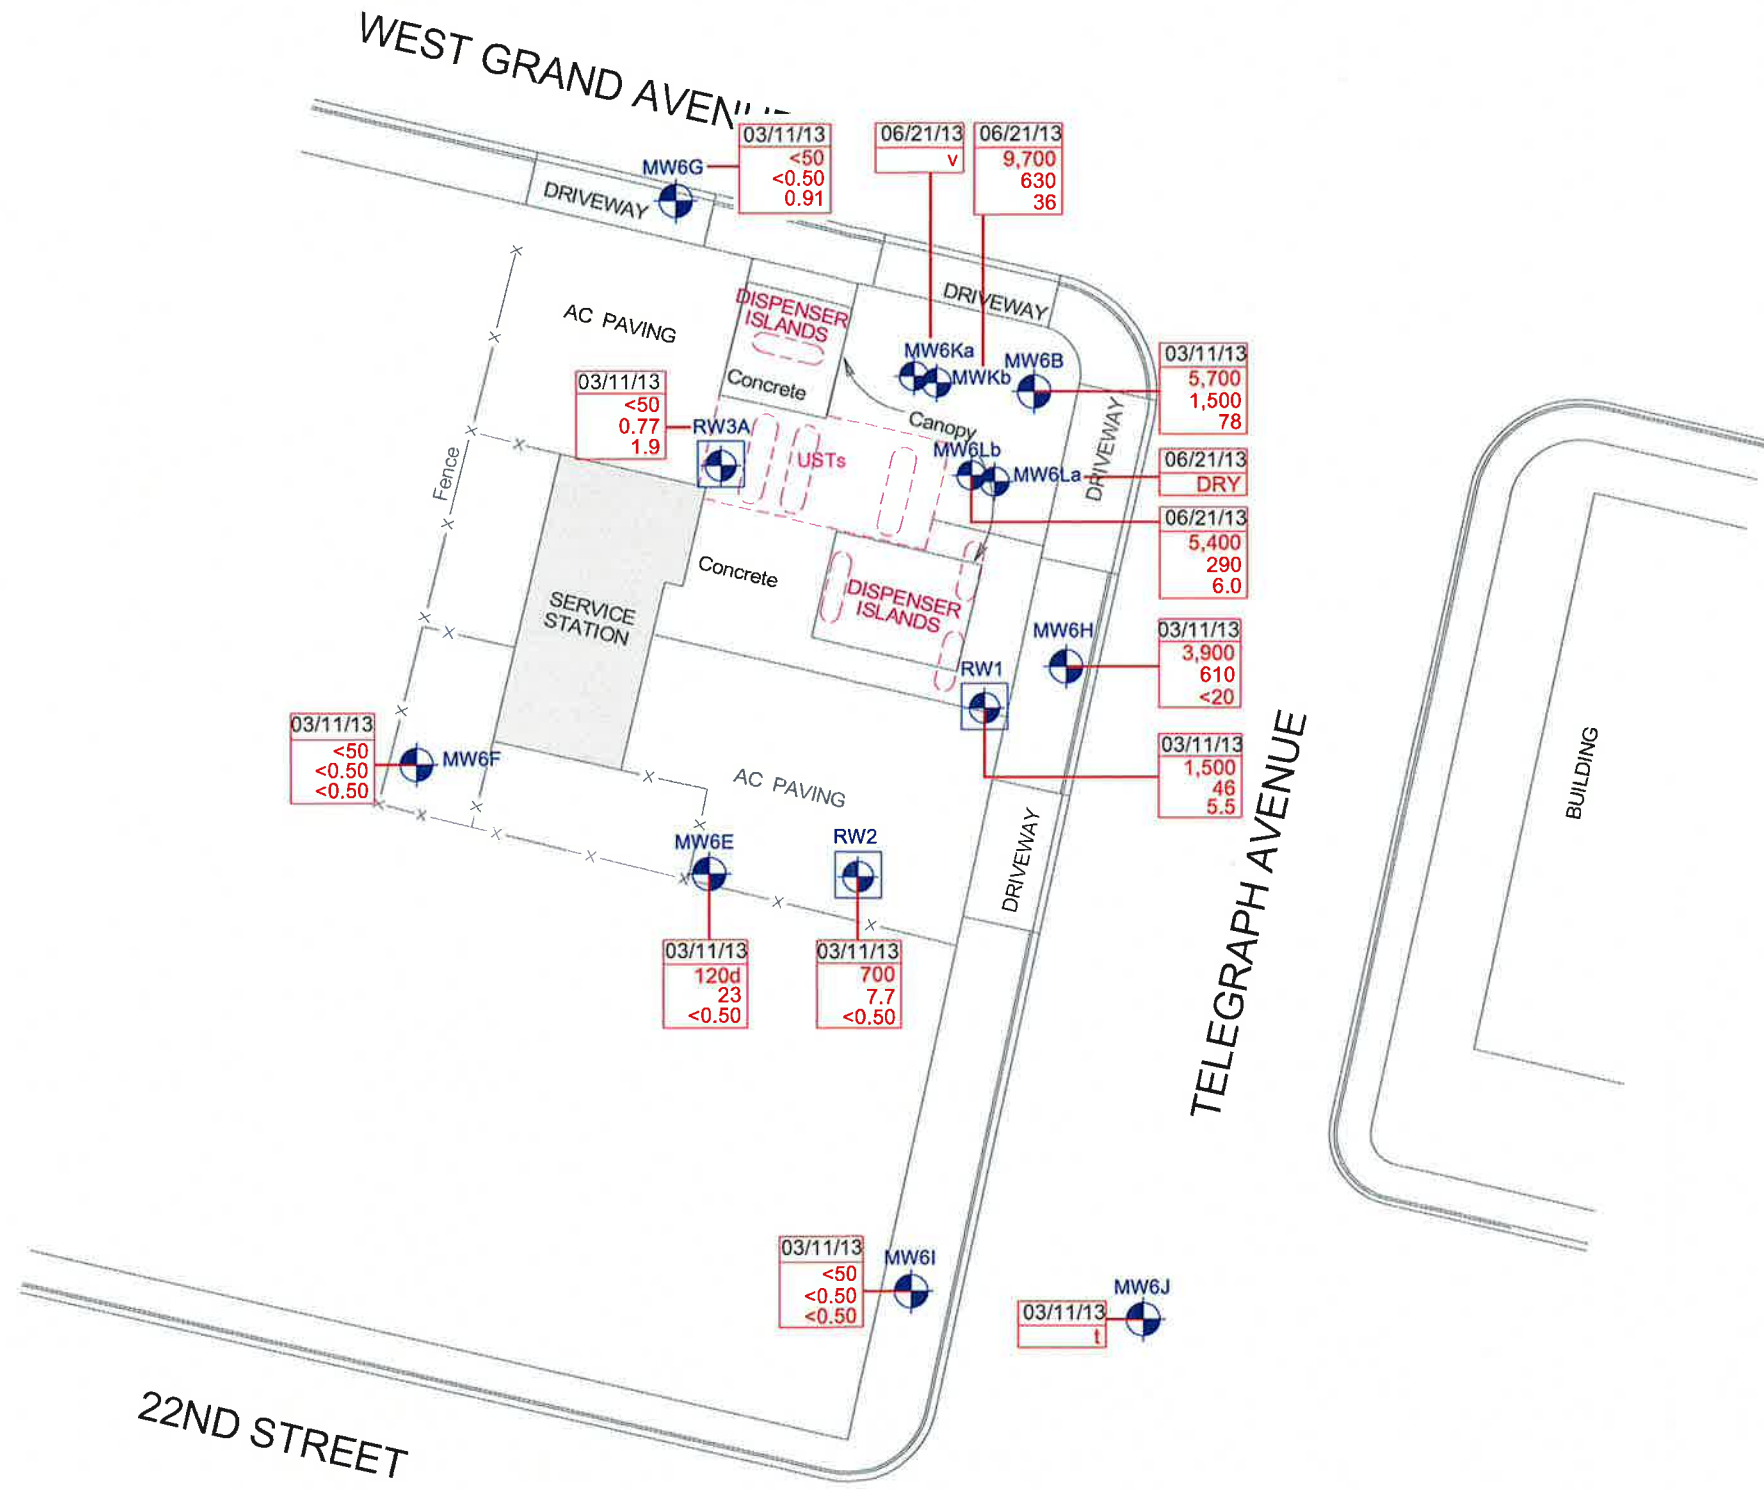 WEST GRAND AVENUE
03/11/13
<50
<0.50
0.91
06/21/13
v
06/21/13
9,700
630
36
MW6G
DRIVEWAY
DRIVEWAY
DISPENSER
ISLANDS
AC PAVING
MW6Ka
MWKb
MW6B
03/11/13
5,700
1,500
78
Concrete
03/11/13
<50
0.77
1.9
RW3A
Canopy
DRIVEWAY
USTs
MW6Lb
MW6La
06/21/13
DRY
Fence
06/21/13
5,400
290
6.0
Concrete
DISPENSER
ISLANDS
SERVICE
STATION
MW6H
03/11/13
3,900
610
<20
RW1
03/11/13
1,500
46
5.5
03/11/13
<50
<0.50
<0.50
MW6F
AC PAVING
BUILDING
TELEGRAPH AVENUE
DRIVEWAY
MW6E
RW2
03/11/13
120d
23
<0.50
03/11/13
700
7.7
<0.50
03/11/13
<50
<0.50
<0.50
MW6I
MW6J
03/11/13
t
22ND STREET